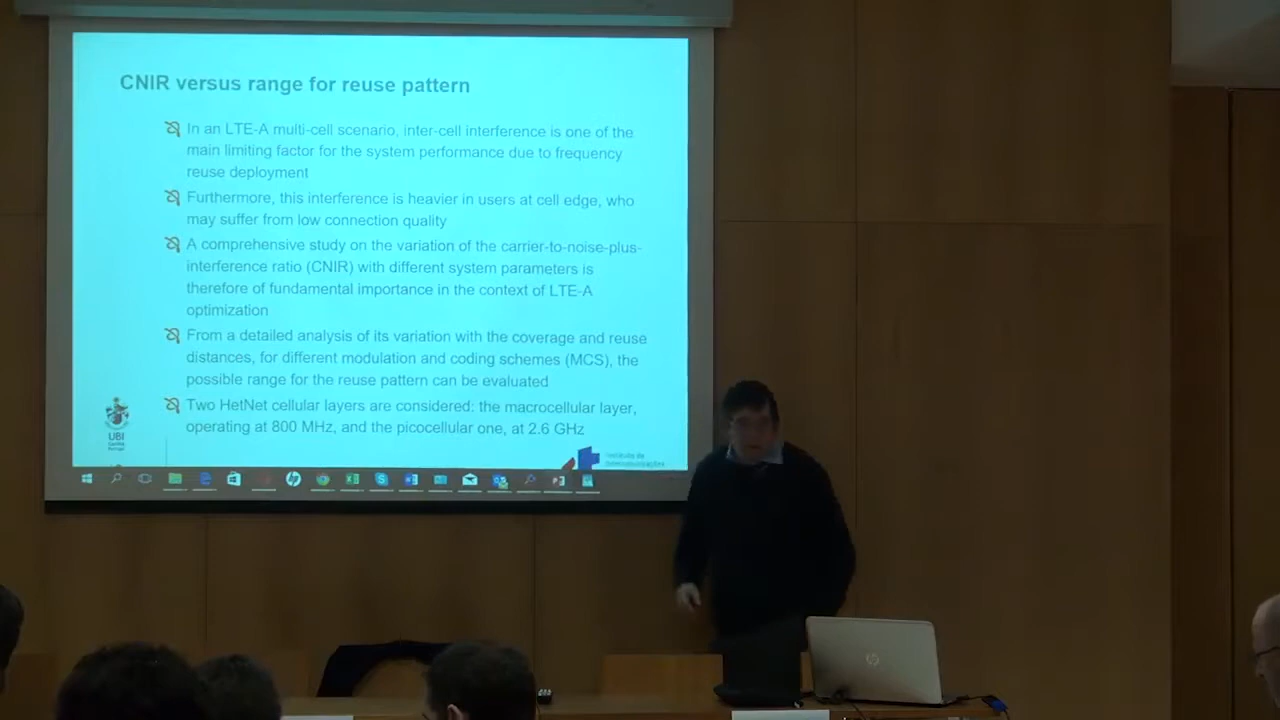 CNIR versus range for reuse pattern
In an LTE-A multi-cell scenario, inter-cell interference is one of the
main limiting factor for the system performance due to frequency
reuse deployment
Furthermore, this interference is heavier in users at cell edge, who
may suffer from low connection quality
A comprehensive study on the variation of the carrier-to-noise-plus-
interference ratio (CNIR) with different system parameters is
therefore of fundamental importance in the context of LTE-A
optimization
From a detailed analysis of its variation with the coverage and reuse
distances, for different modulation and coding schemes (MCS), the
possible range for the reuse pattern can be evaluated
Two HetNet cellular layers are considered: the macrocellular layer,
operating at 800 MHz, and the picocellular one, at 2.6 GHz
UBI
instituto de
telecomunicações
hp